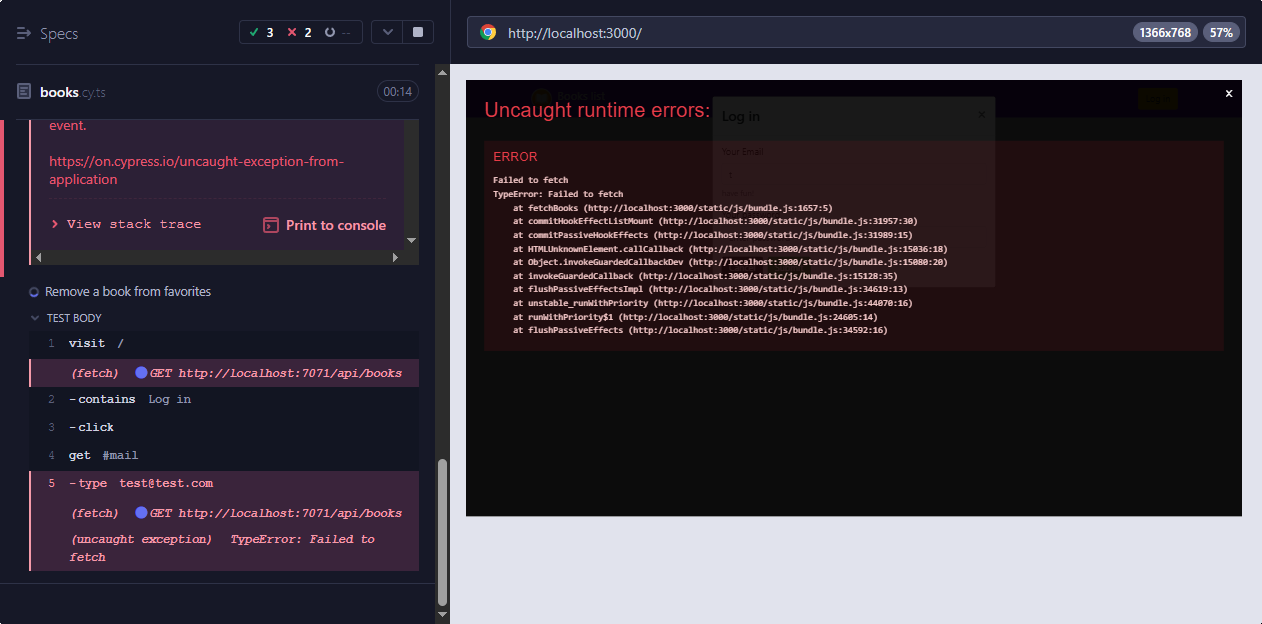 Specs
3 2 --
books.cy.ts
00:14
event.
https://on.cypress.io/uncaught-exception-from-
application
View stack trace
Print to console
Remove a book from favorites
TEST BODY
1 visit /
(fetch) GET http://localhost:7071/api/books
2 -contains Log in
3 -click
4 get #mail
5 -type test@test.com
(fetch) GET http://localhost:7071/api/books
(uncaught exception) TypeError: Failed to
fetch
http://localhost:3000/
1366x768 57%
x
Uncaught runtime errors:
Log in
Your Email
ERROR
Failed to fetch
TypeError: Failed to fetch
at fetchBooks (http://localhost:3000/static/js/bundle.js:1657:5)
at commitHookEffectListMount (http://localhost:3000/static/js/bundle.js:31957:30)
at commitPassiveHookEffects (http://localhost:3000/static/js/bundle.js:31989:15)
at HTMLUnknownElement.callCallback (http://localhost:3000/static/js/bundle.js:15036:18)
at Object.invokeGuardedCallbackDev (http://localhost:3000/static/js/bundle.js:15080:20)
at invokeGuardedCallback (http://localhost:3000/static/js/bundle.js:15128:35)
at flushPassiveEffectsImpl (http://localhost:3000/static/js/bundle.js:34619:13)
at unstable_runWithPriority (http://localhost:3000/static/js/bundle.js:44070:16)
at runWithPriority$1 (http://localhost:3000/static/js/bundle.js:24605:14)
at flushPassiveEffects (http://localhost:3000/static/js/bundle.js:34592:16)